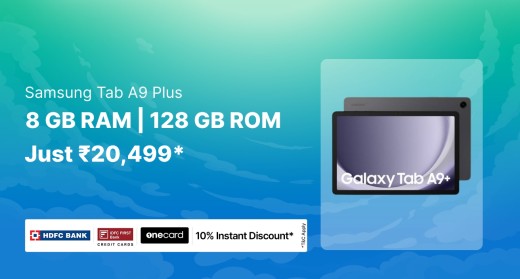 Samsung Tab A9 Plus
8 GB RAM | 128 GB ROM
Just ₹20,499*
Galaxy Tab A9+
HDFC BANK
IDFC FIRST Bank
CREDIT CARDS
onecard
10% Instant Discount*
*T&C Apply